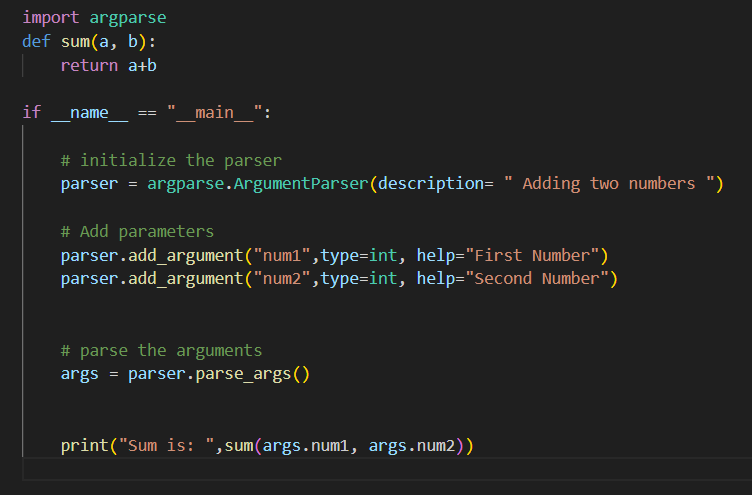 import argparse
def sum(a, b):
    return a+b
if __name__ == "__main__":
    # initialize the parser
    parser = argparse.ArgumentParser(description= " Adding two numbers ")
    # Add parameters
    parser.add_argument("num1",type=int, help="First Number")
    parser.add_argument("num2",type=int, help="Second Number")
    # parse the arguments
    args = parser.parse_args()
    print("Sum is: ",sum(args.num1, args.num2))